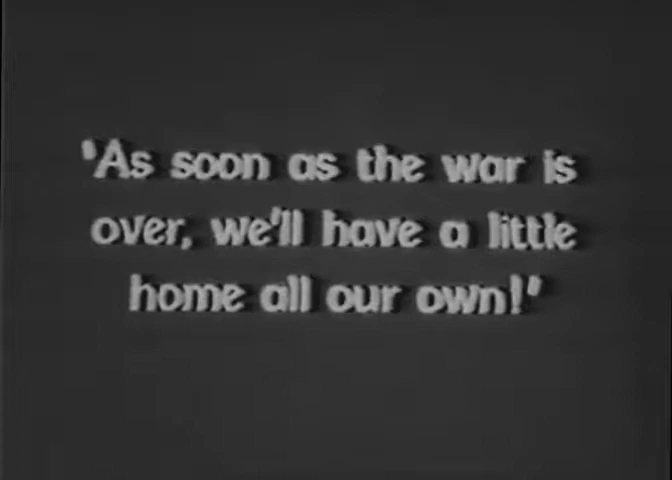 'As soon as the war is
over, we'll have a little
home all our own!'